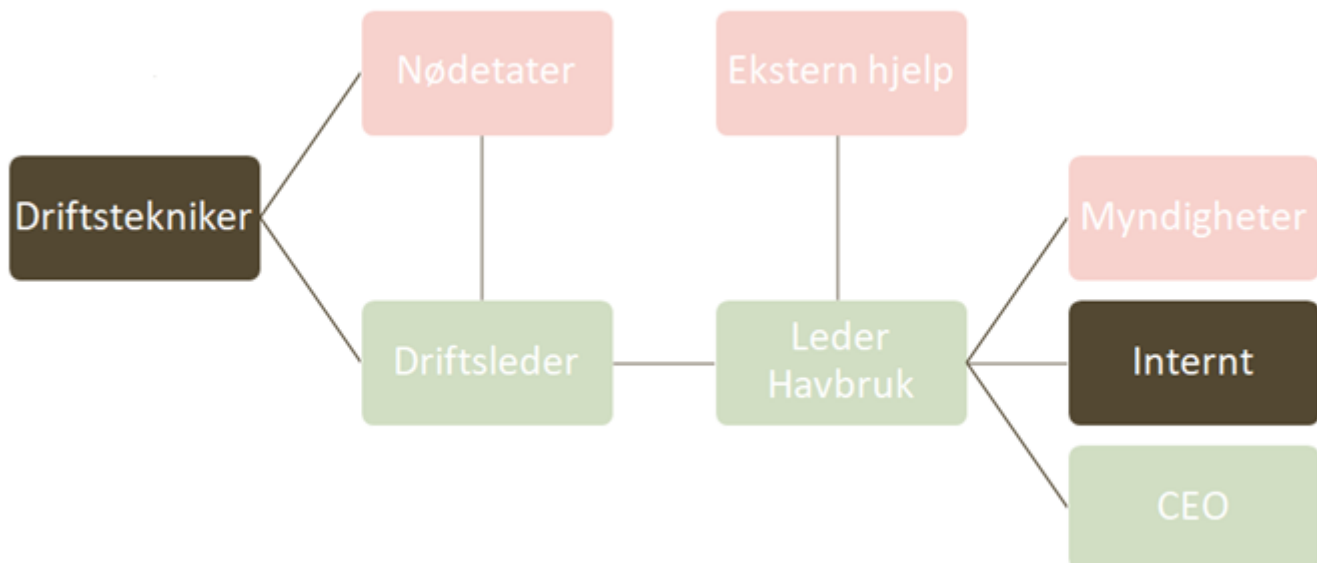 Nødetater
Ekstern hjelp
Driftstekniker
Myndigheter
Driftsleder
Leder
Havbruk
Internt
CEO